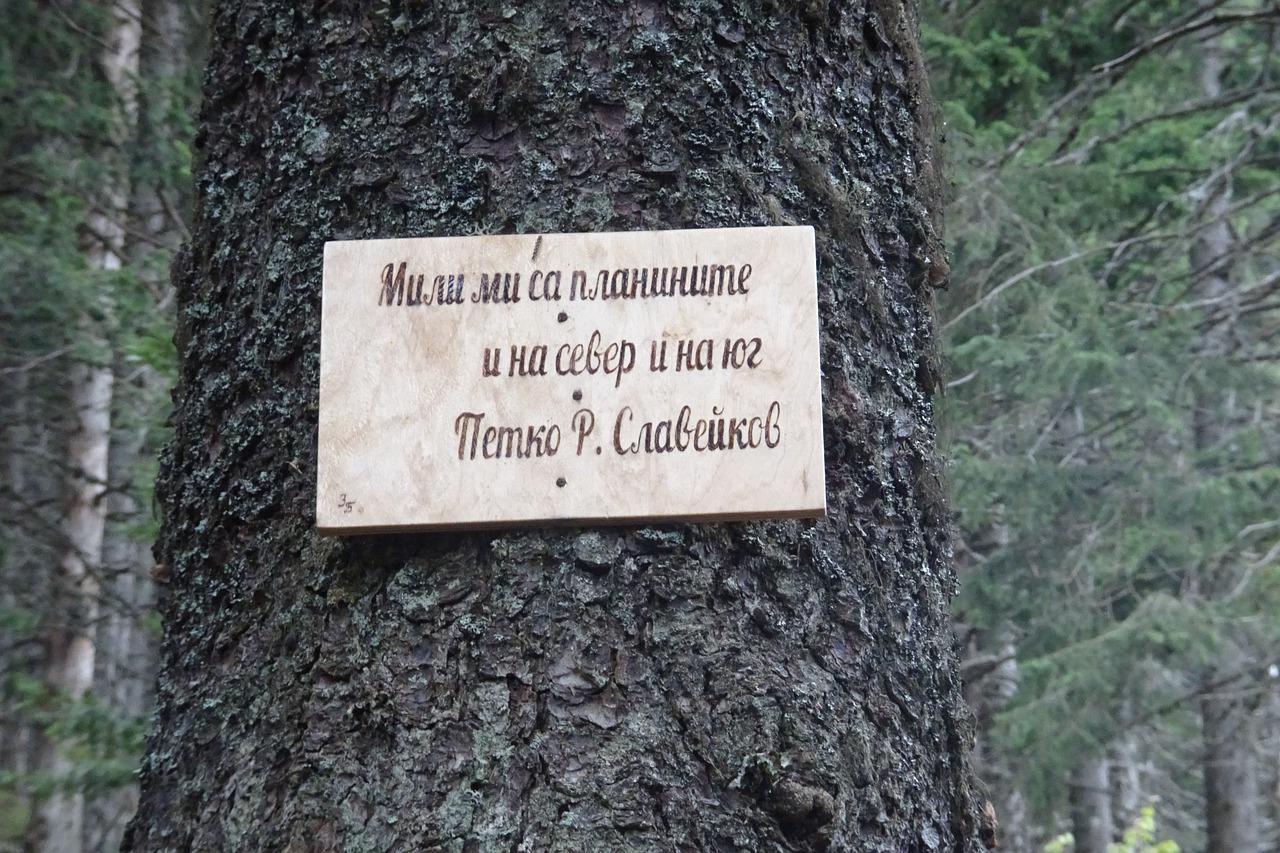 Мили ми са планините
и на север и на юг
Петко Р. Славейков